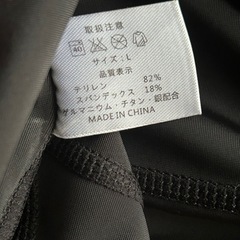 取扱注意
40
サイズ：L
品質表示
テリレン 82%
スパンデックス 18%
ゲルマニウム・チタン・銀配合
MADE IN CHINA